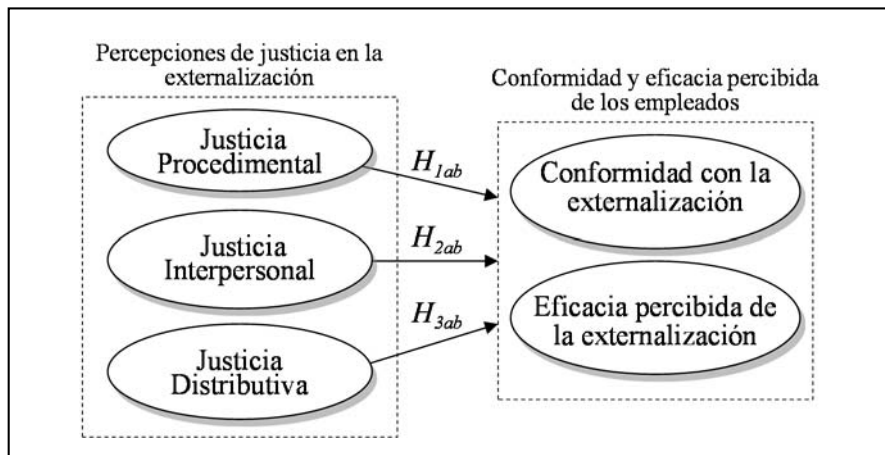 Percepciones de justicia en la
externalización
Justicia
Procedimental
Justicia
Interpersonal
Justicia
Distributiva
H1ab
H2ab
H3ab
Conformidad y eficacia percibida
de los empleados
Conformidad con la
externalización
Eficacia percibida de
la externalización